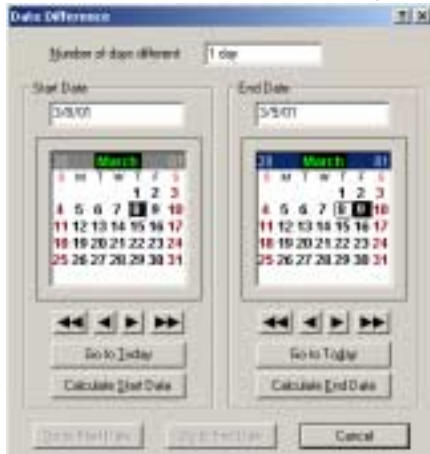 Date Difference
Number of days different 1 day
Start Date
3/8/01
March
S M T W T F S
1 2 3
4 5 6 7 8 9 10
11 12 13 14 15 16 17
18 19 20 21 22 23 24
25 26 27 28 29 30 31
Go to Today
Calculate Start Date
End Date
3/9/01
20 March 01
S M T W T F S
1 2 3
4 5 6 7 8 9 10
11 12 13 14 15 16 17
18 19 20 21 22 23 24
25 26 27 28 29 30 31
Go to Today
Calculate End Date
Cancel